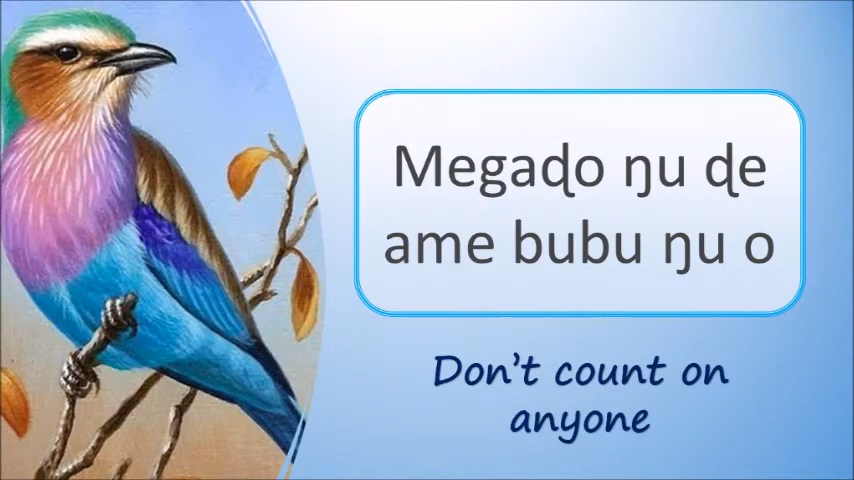 Megaɖo ŋu ɖe
ame bubu ŋu o
Don't count on
anyone